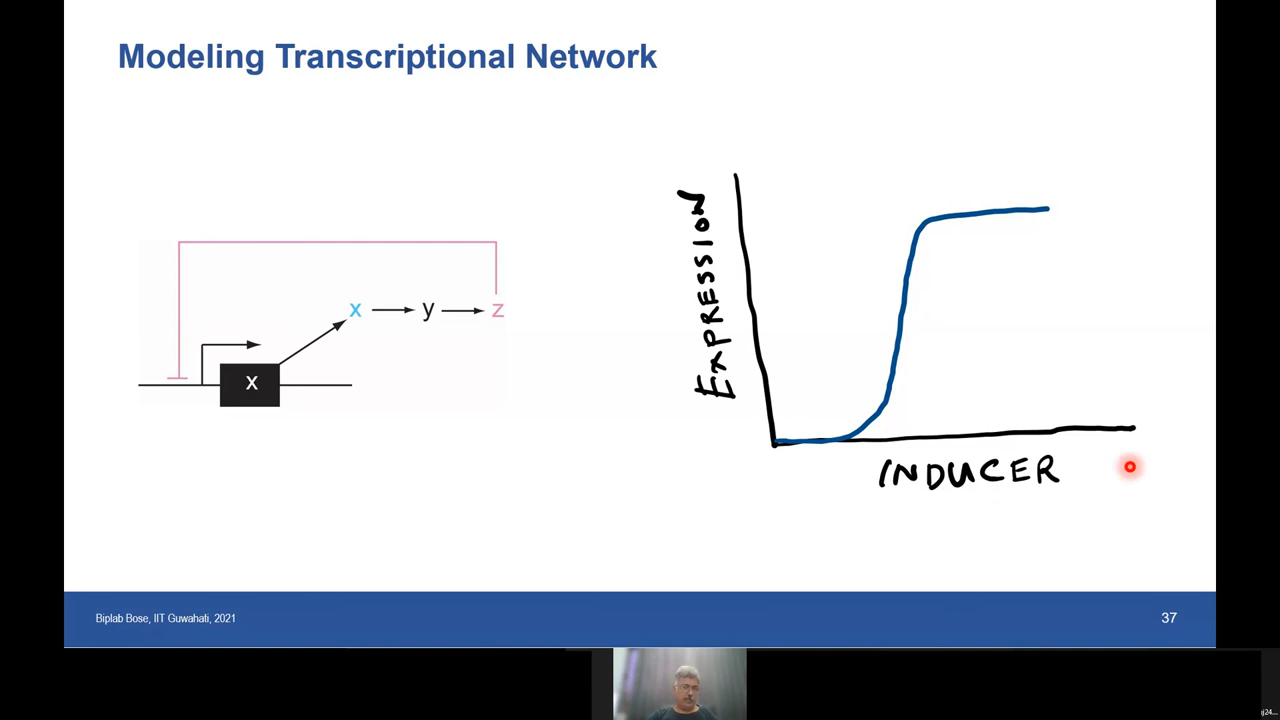 Modeling Transcriptional Network
x
y
z
x
EXPRESSION
INDUCER
Biplab Bose, IIT Guwahati, 2021
37